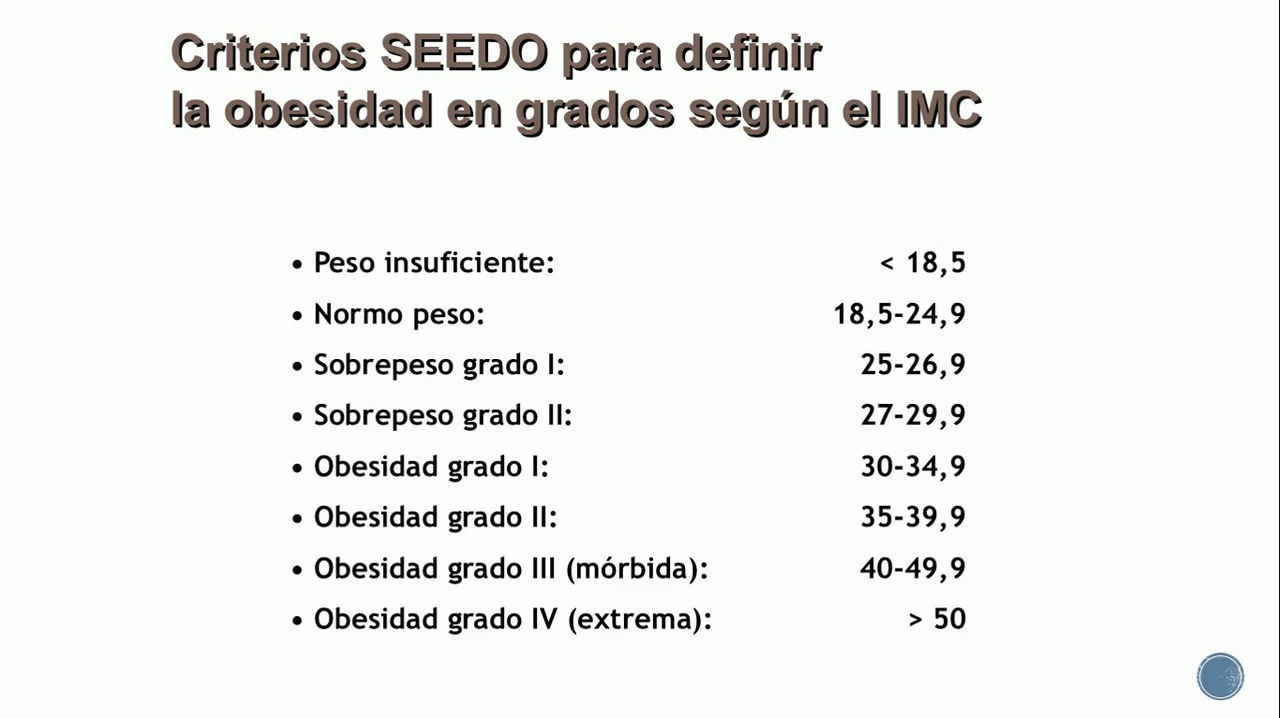 Criterios SEEDO para definir
la obesidad en grados según el IMC
• Peso insuficiente: < 18,5
• Normo peso: 18,5-24,9
• Sobrepeso grado I: 25-26,9
• Sobrepeso grado II: 27-29,9
• Obesidad grado I: 30-34,9
• Obesidad grado II: 35-39,9
• Obesidad grado III (mórbida): 40-49,9
• Obesidad grado IV (extrema): > 50